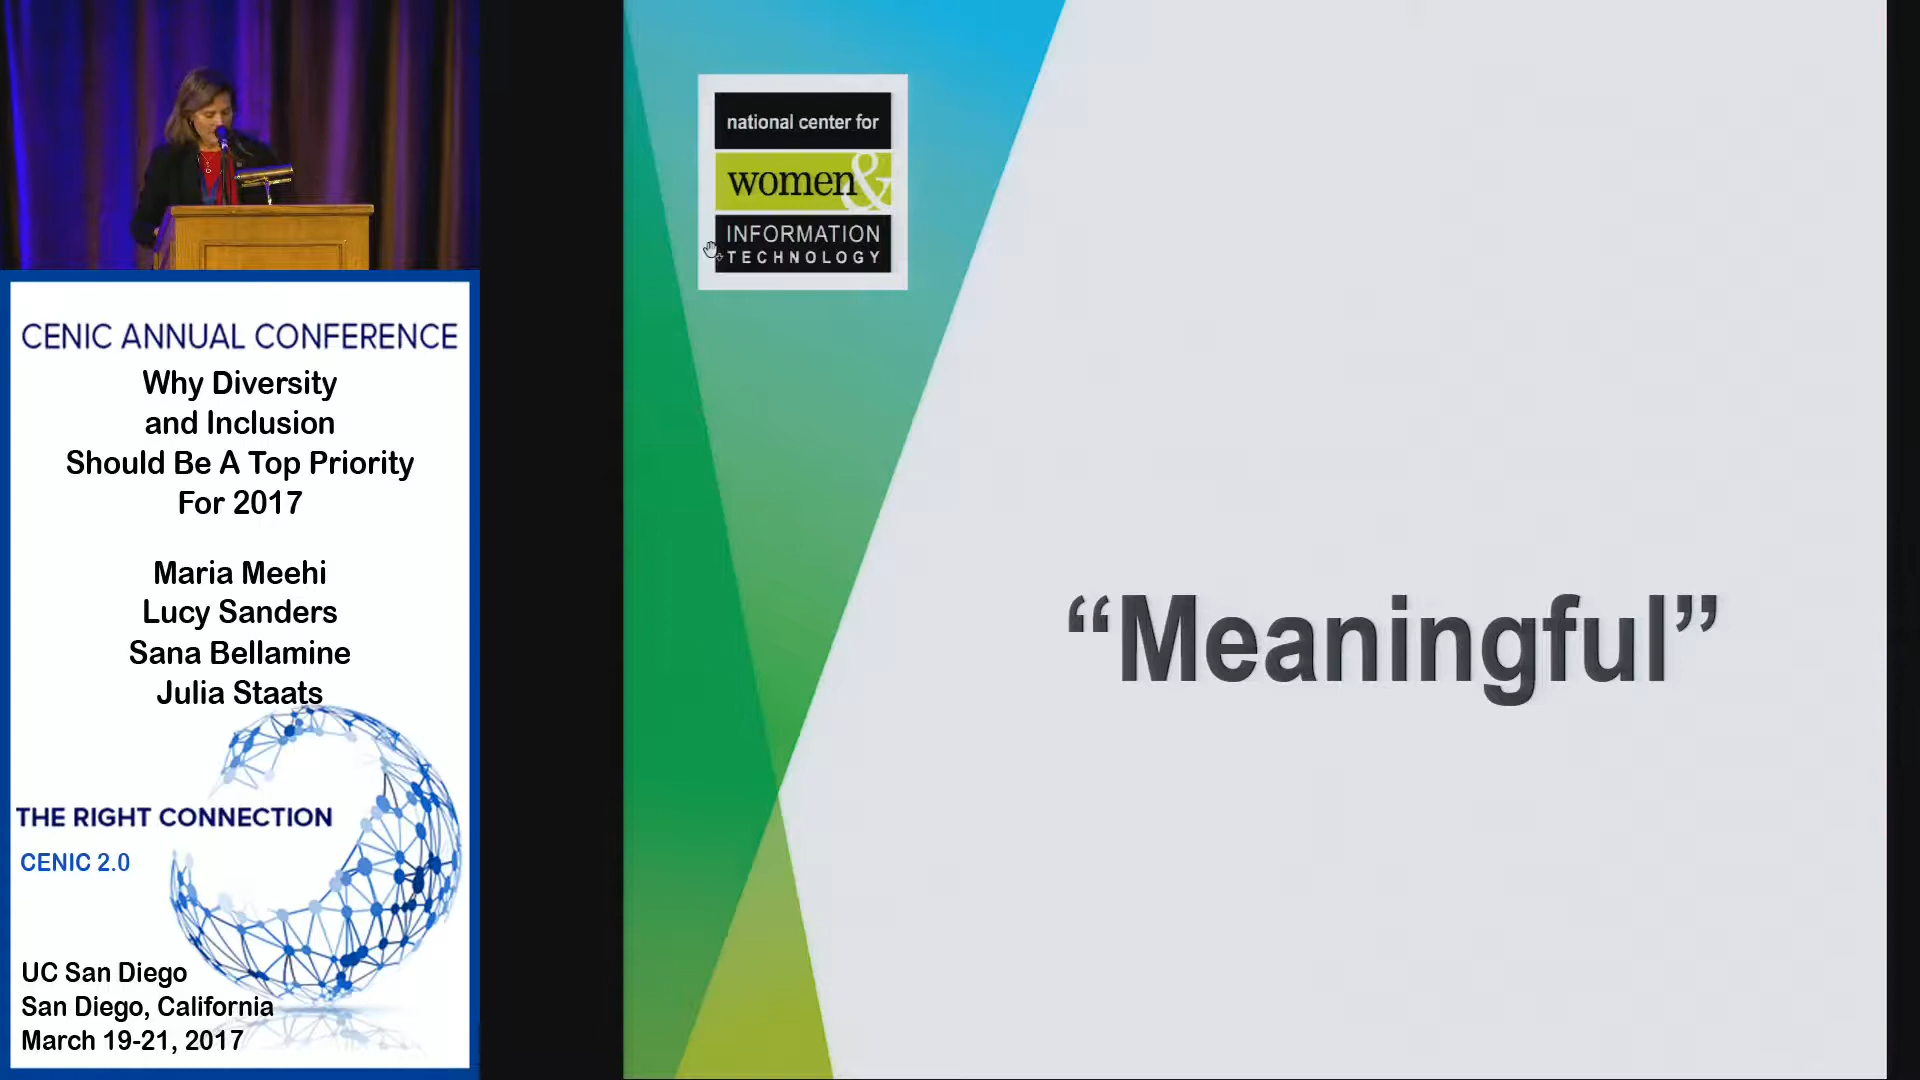 CENIC ANNUAL CONFERENCE
Why Diversity
and Inclusion
Should Be A Top Priority
For 2017
Maria Meehi
Lucy Sanders
Sana Bellamine
Julia Staats
THE RIGHT CONNECTION
CENIC 2.0
UC San Diego
San Diego, California
March 19-21, 2017
national center for
women &
INFORMATION
TECHNOLOGY
“Meaningful”